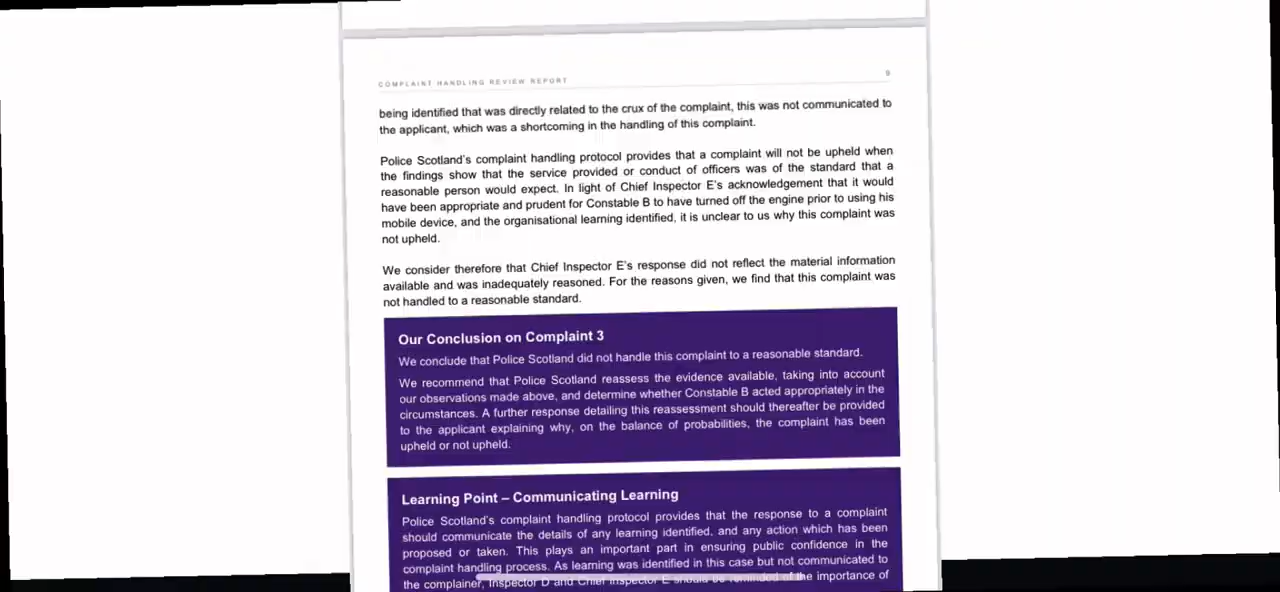 COMPLAINT HANDLING REVIEW REPORT 9
being identified that was directly related to the crux of the complaint, this was not communicated to
the applicant, which was a shortcoming in the handling of this complaint.
Police Scotland's complaint handling protocol provides that a complaint will not be upheld when
the findings show that the service provided or conduct of officers was of the standard that a
reasonable person would expect. In light of Chief Inspector E's acknowledgement that it would
have been appropriate and prudent for Constable B to have turned off the engine prior to using his
mobile device, and the organisational learning identified, it is unclear to us why this complaint was
not upheld.
We consider therefore that Chief Inspector E's response did not reflect the material information
available and was inadequately reasoned. For the reasons given, we find that this complaint was
not handled to a reasonable standard.
Our Conclusion on Complaint 3
We conclude that Police Scotland did not handle this complaint to a reasonable standard.
We recommend that Police Scotland reassess the evidence available, taking into account
our observations made above, and determine whether Constable B acted appropriately in the
circumstances. A further response detailing this reassessment should thereafter be provided
to the applicant explaining why, on the balance of probabilities, the complaint has been
upheld or not upheld.
Learning Point – Communicating Learning
Police Scotland's complaint handling protocol provides that the response to a complaint
should communicate the details of any learning identified, and any action which has been
proposed or taken. This plays an important part in ensuring public confidence in the
complaint handling process. As learning was identified in this case but not communicated to
the complainer, Inspector D and Chief Inspector E should be reminded of the importance of